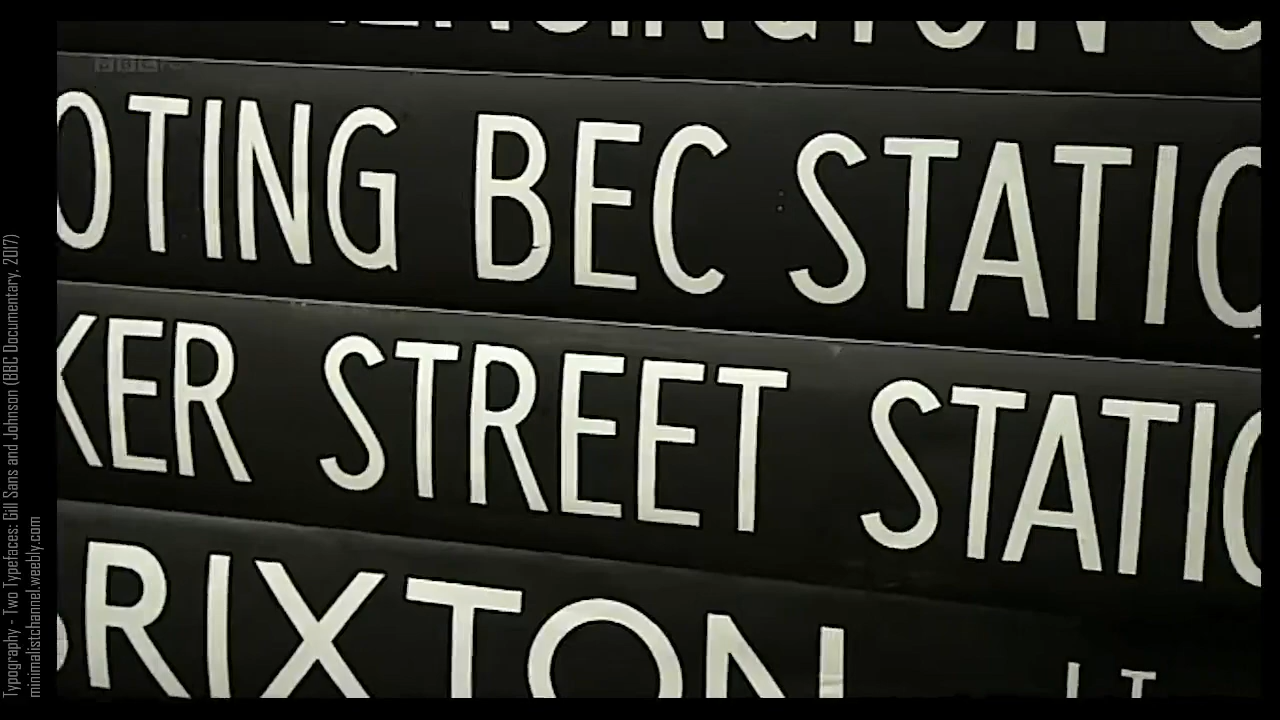 OTING BEC STATIO
KER STREET STATIO
BRIXTON
Typography - Two Typefaces: Gill Sans and Johnson (BBC Documentary, 2017)
minimalistchannel.weebly.com